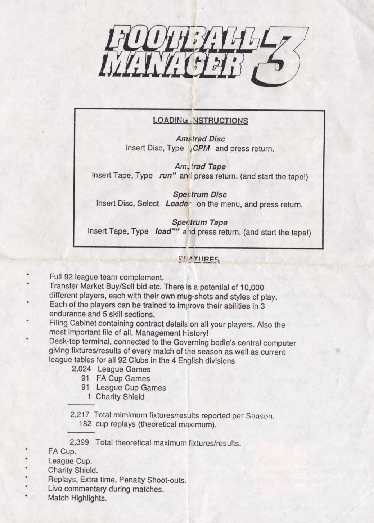 FOOTBALL
MANAGER 3
LOADING INSTRUCTIONS
Amstrad Disc
Insert Disc, Type |CPM and press return.
Amstrad Tape
Insert Tape, Type run" and press return. (and start the tape!)
Spectrum Disc
Insert Disc, Select Loader on the menu, and press return.
Spectrum Tape
Insert Tape, Type load"" and press return. (and start the tape!)
FEATURES
* Full 92 league team complement.
* Transfer Market Buy/Sell bid etc. There is a potential of 10,000
different players, each with their own mug-shots and styles of play.
* Each of the players can be trained to improve their abilities in 3
endurance and 5 skill sections.
* Filing Cabinet containing contract details on all your players. Also the
most important file of all, Management history!
* Desk-top terminal, connected to the Governing bodie's central computer
giving fixtures/results of every match of the season as well as current
league tables for all 92 Clubs in the 4 English divisions
2,024 League Games
91 FA Cup Games
91 League Cup Games
1 Charity Shield
2,217 Total mimimum fixtures/results reported per Season.
182 cup replays (theoretical maximum).
2,399 Total theoretical maximum fixtures/results.
* FA Cup.
* League Cup.
* Charity Shield.
* Replays, Extra time, Penalty Shoot-outs.
* Live commentary during matches.
* Match Highlights.